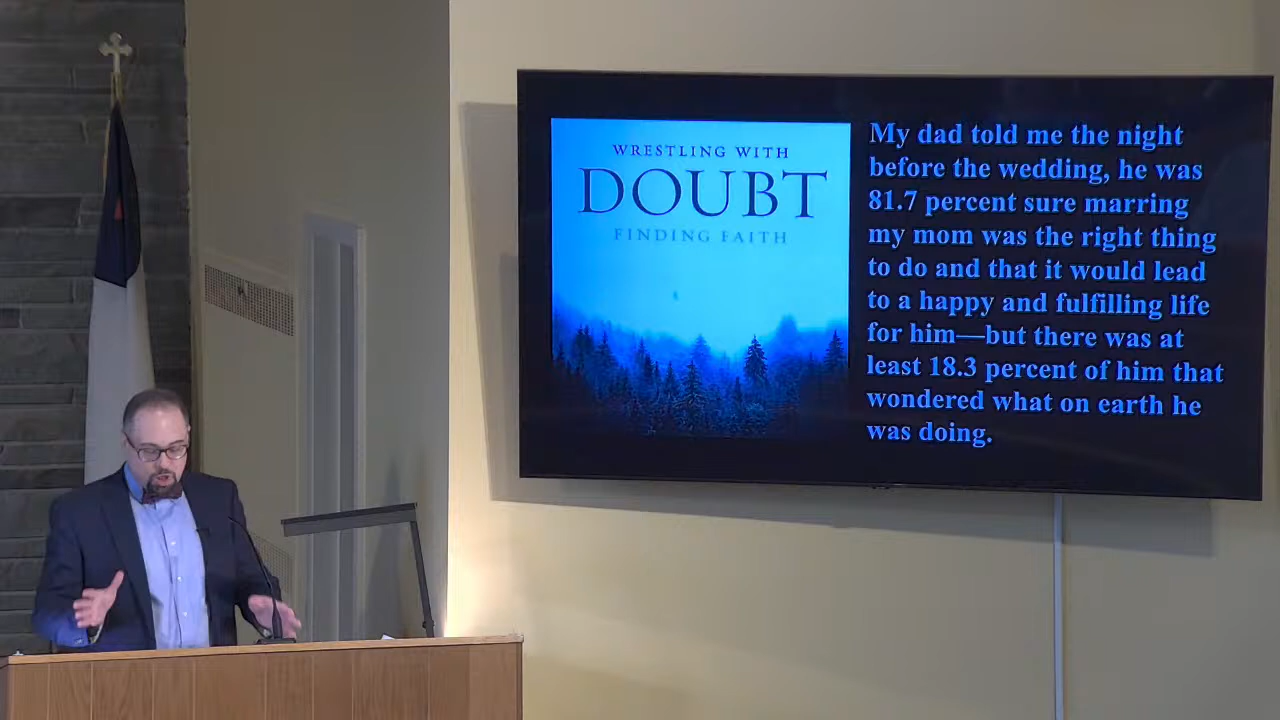 WRESTLING WITH
DOUBT
FINDING FAITH
My dad told me the night
before the wedding, he was
81.7 percent sure marring
my mom was the right thing
to do and that it would lead
to a happy and fulfilling life
for him—but there was at
least 18.3 percent of him that
wondered what on earth he
was doing.